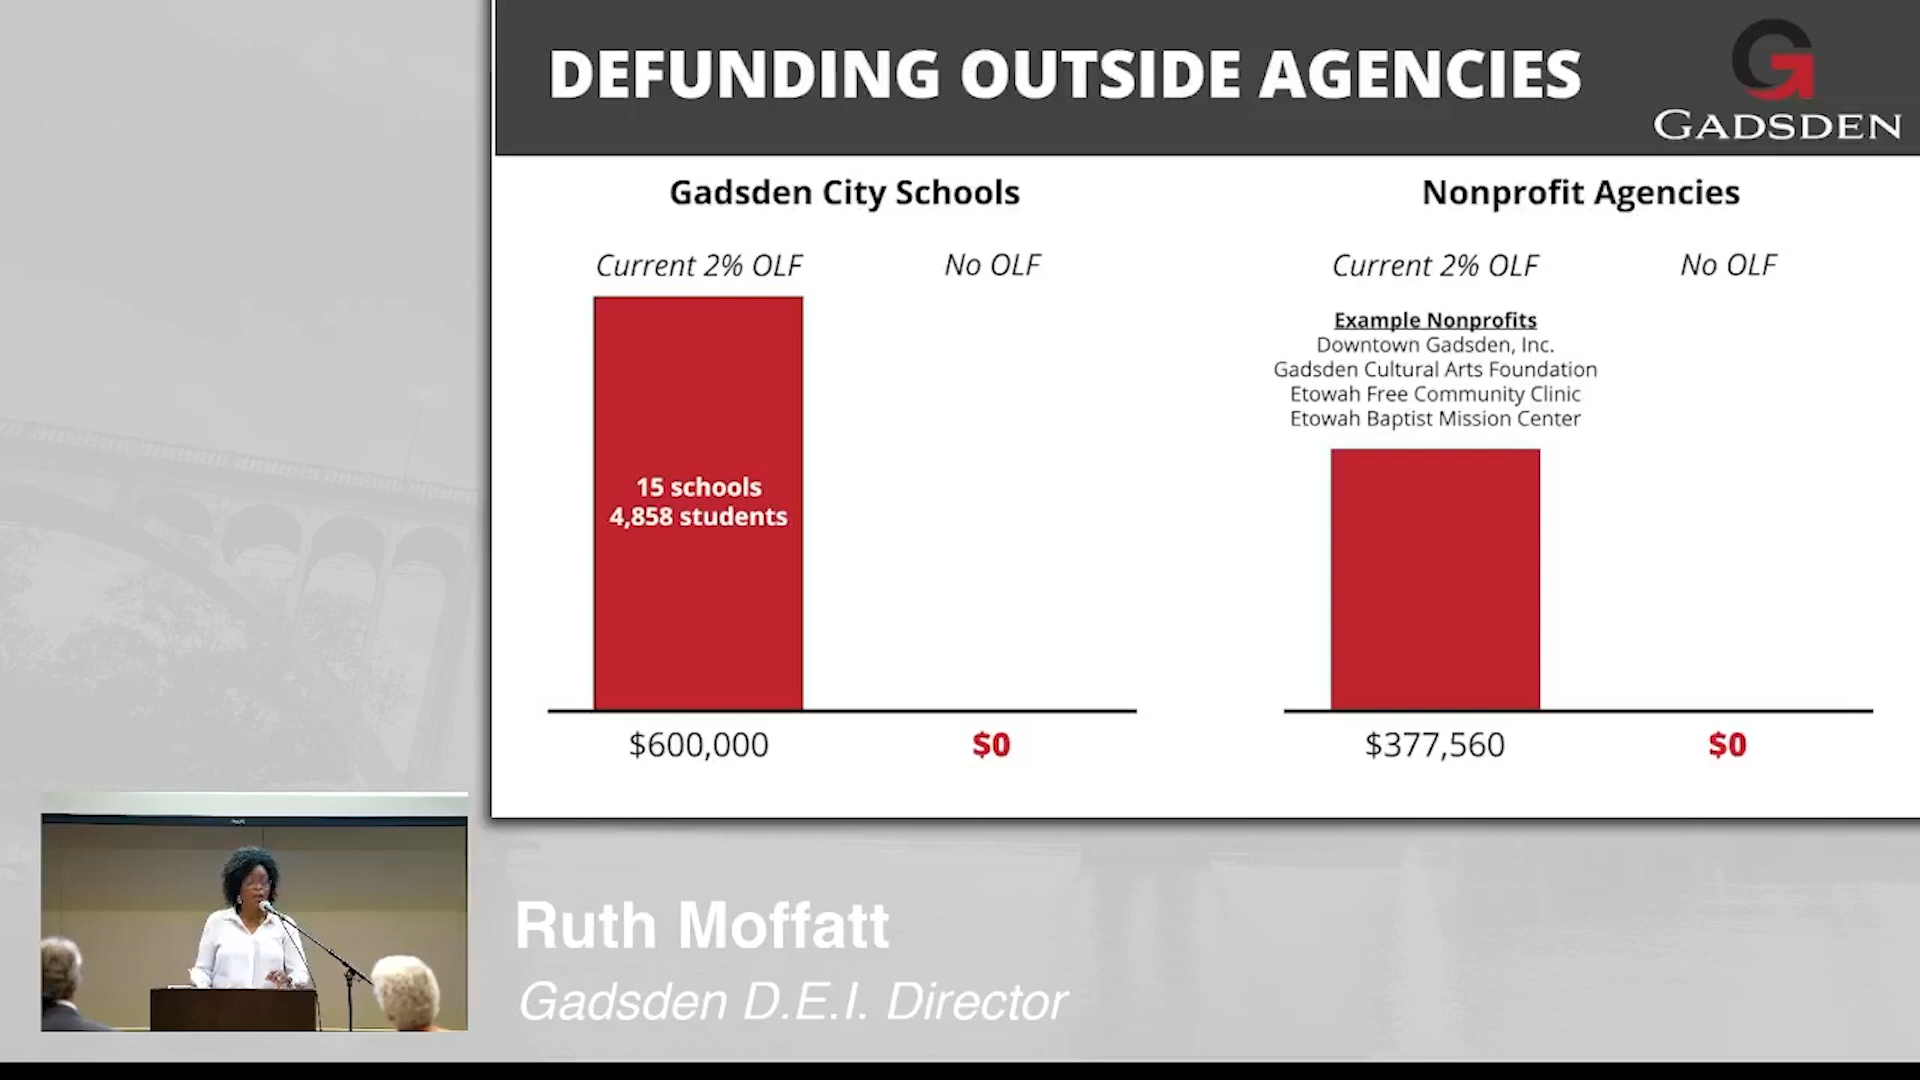 DEFUNDING OUTSIDE AGENCIES
GADSDEN
Gadsden City Schools
Current 2% OLF
No OLF
15 schools
4,858 students
$600,000
$0
Nonprofit Agencies
Current 2% OLF
No OLF
Example Nonprofits
Downtown Gadsden, Inc.
Gadsden Cultural Arts Foundation
Etowah Free Community Clinic
Etowah Baptist Mission Center
$377,560
$0
Ruth Moffatt
Gadsden D.E.I. Director